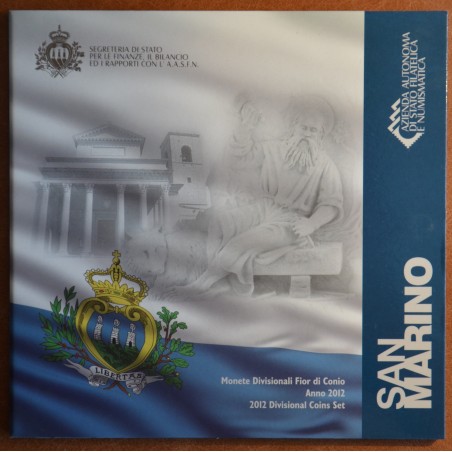 SEGRETERIA DI STATO
PER LE FINANZE, IL BILANCIO
ED I RAPPORTI CON L' A.A.S.F.N.
AZIENDA AUTONOMA
DI STATO FILATELICA
E NUMISMATICA
LIBERTAS
Monete Divisionali Fior di Conio
Anno 2012
2012 Divisional Coins Set
SAN
MARINO